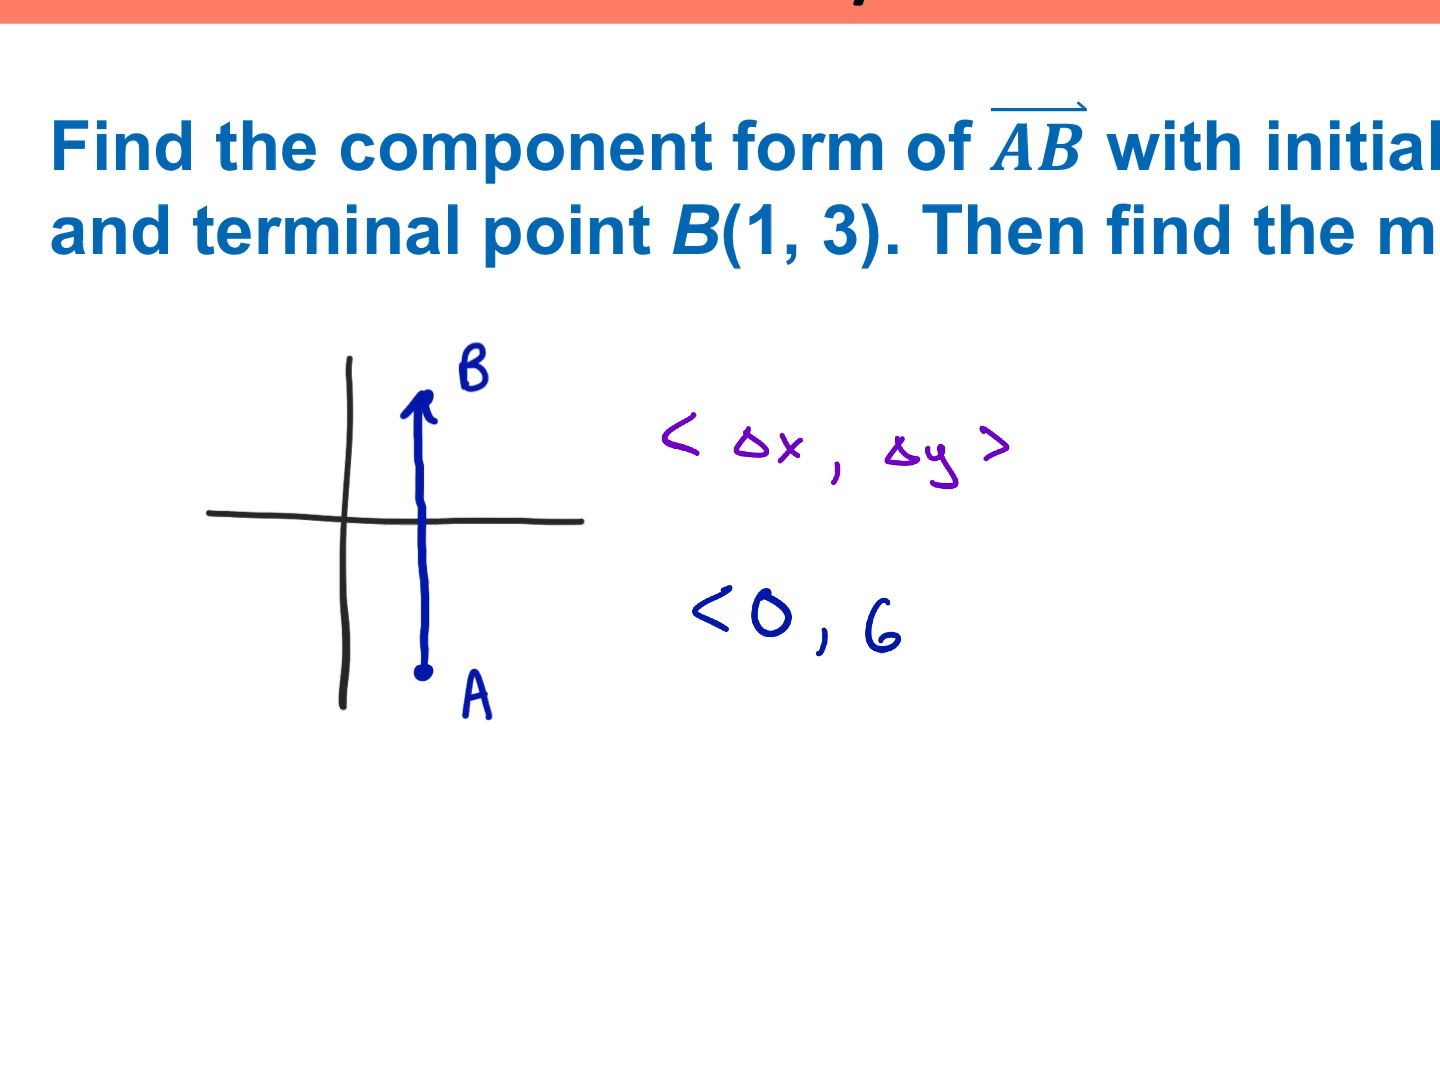 Find the component form of AB with initial
and terminal point B(1, 3). Then find the m
B
< Δx, Δy >
<0, 6
A